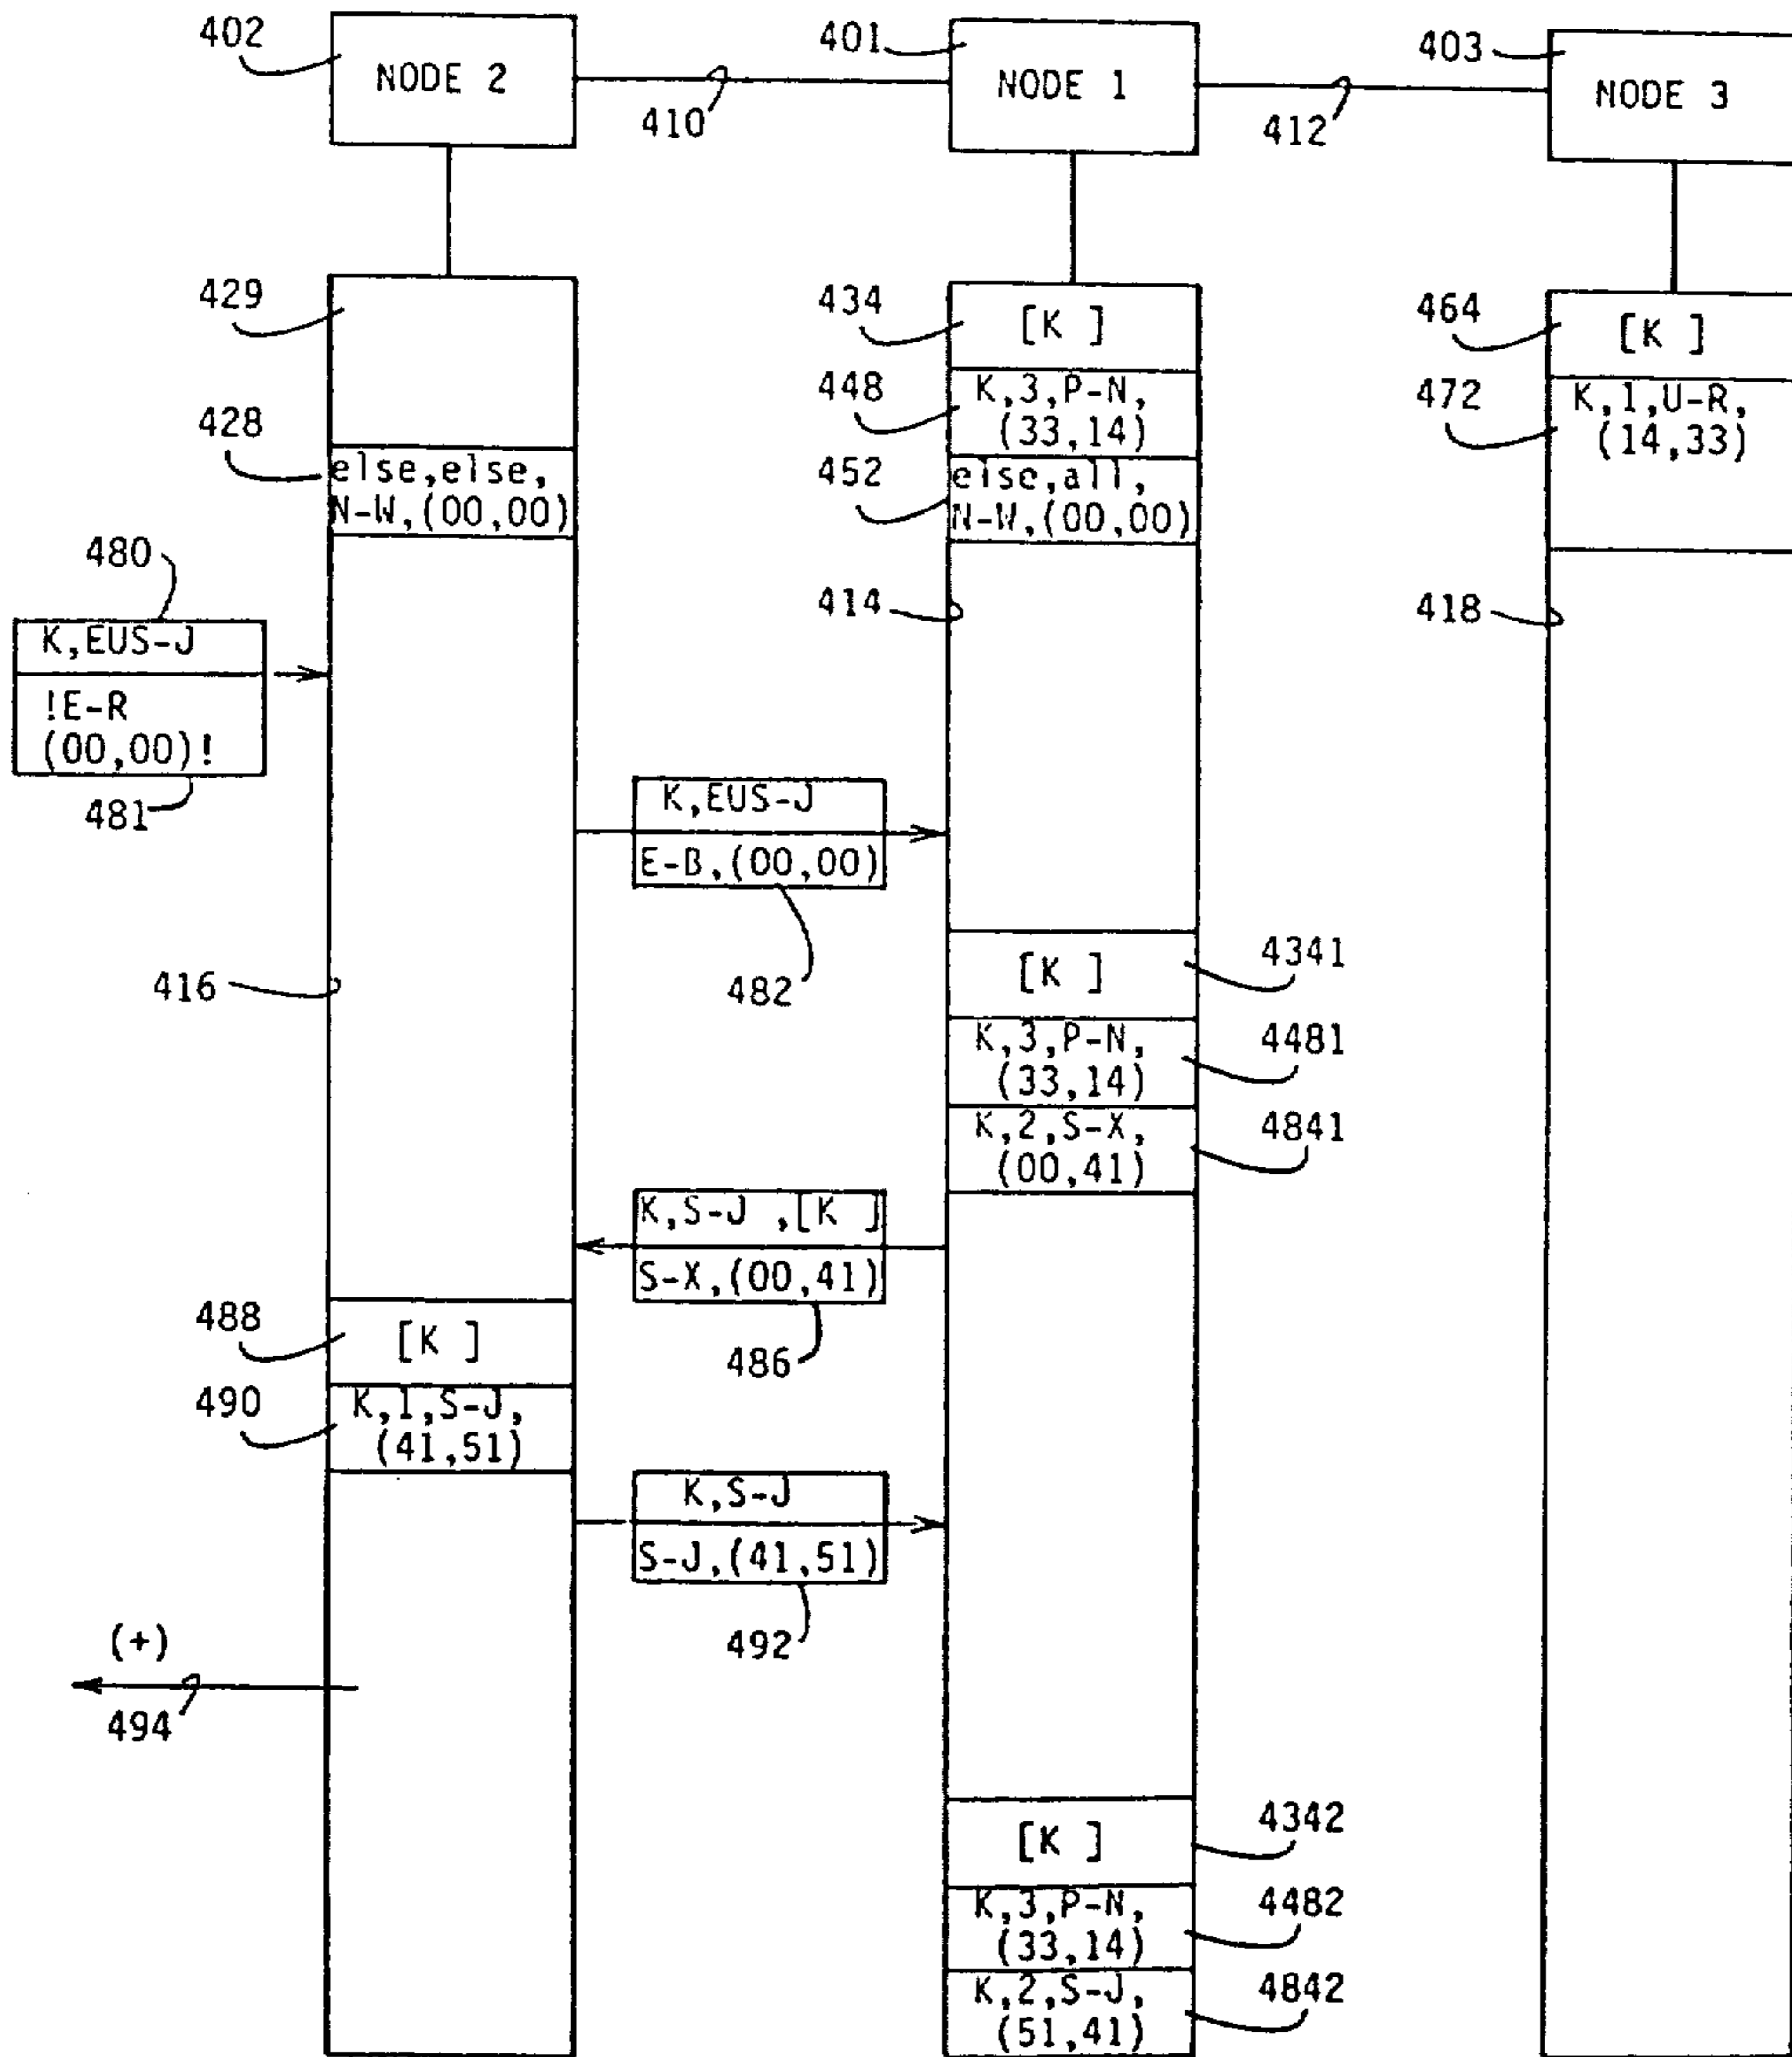 402
NODE 2
410
401
NODE 1
412
403
NODE 3
429
434
[K ]
464
[K ]
448
K,3,P-N,
(33,14)
472
K,1,U-R,
(14,33)
428
else,else,
N-W,(00,00)
452
else,all,
N-W,(00,00)
480
K,EUS-J
!E-R
(00,00)!
481
414
418
K,EUS-J
E-B,(00,00)
482
416
[K ]
4341
K,3,P-N,
(33,14)
4481
K,2,S-X,
(00,41)
4841
K,S-J ,[K ]
S-X,(00,41)
486
488
[K ]
490
K,1,S-J,
(41,51)
K,S-J
S-J,(41,51)
492
(+)
494
[K ]
4342
K,3,P-N,
(33,14)
4482
K,2,S-J,
(51,41)
4842